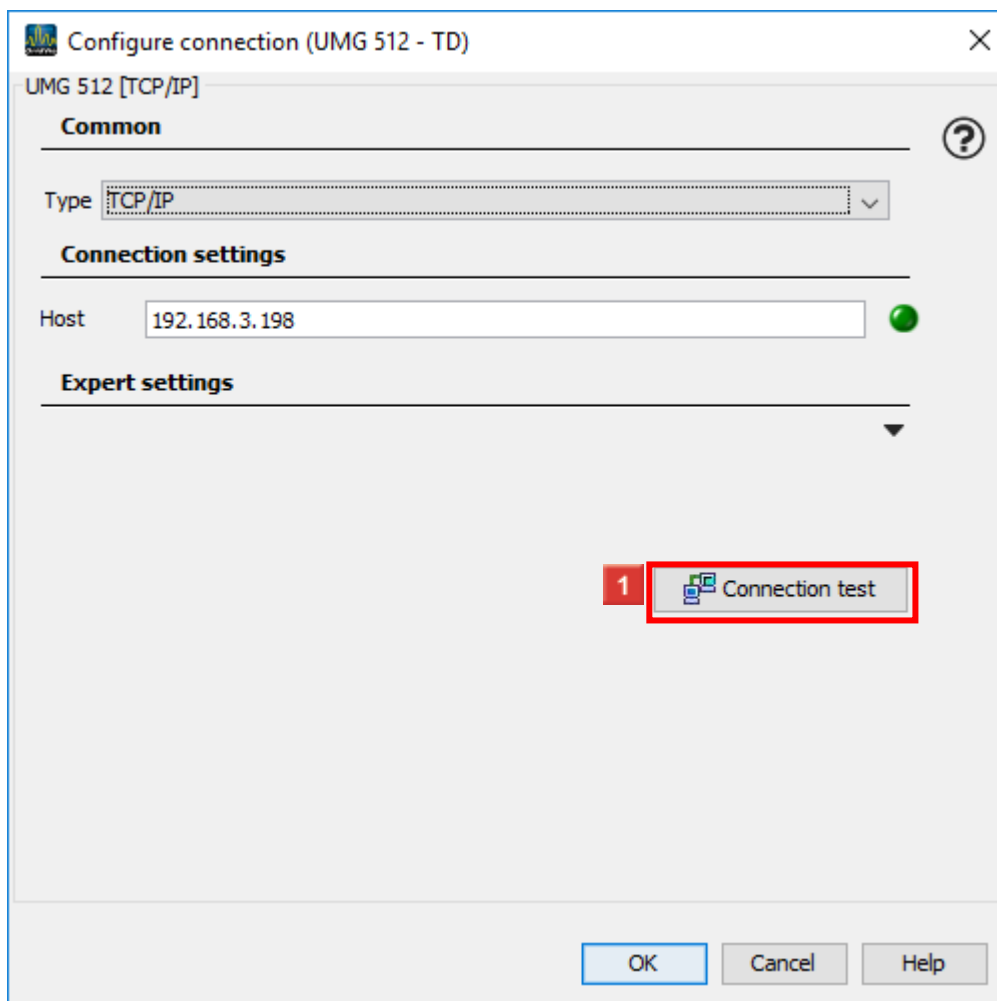 Configure connection (UMG 512 - TD)
UMG 512 [TCP/IP]
Common
Type TCP/IP
Connection settings
Host 192.168.3.198
Expert settings
1 Connection test
OK Cancel Help